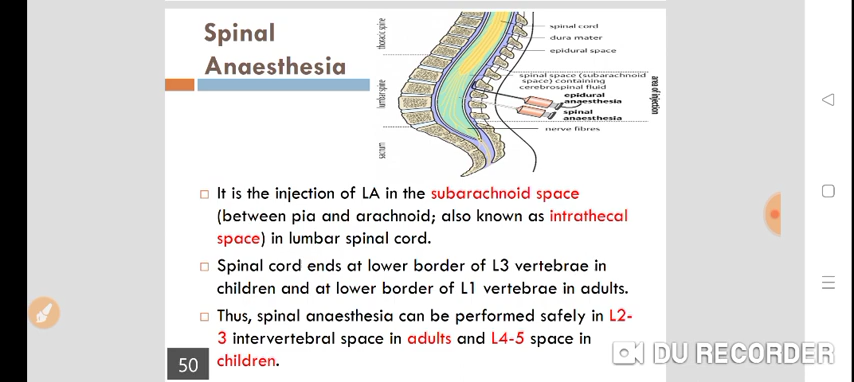 Spinal
Anaesthesia
thoracic spine
lumbar spine
sacrum
spinal cord
dura mater
epidural space
spinal space (subarachnoid
space) containing
cerebrospinal fluid
epidural
anaesthesia
spinal
anaesthesia
nerve fibres
area of injection
It is the injection of LA in the subarachnoid space
(between pia and arachnoid; also known as intrathecal
space) in lumbar spinal cord.
Spinal cord ends at lower border of L3 vertebrae in
children and at lower border of L1 vertebrae in adults.
Thus, spinal anaesthesia can be performed safely in L2-
3 intervertebral space in adults and L4-5 space in
children.
50
DU RECORDER